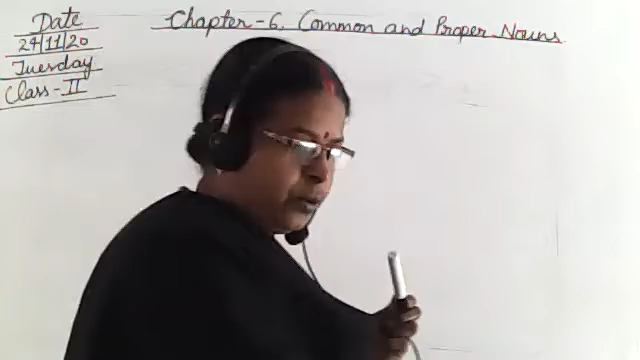 Date
24/11/20
Tuesday
Class-II
Chapter-6. Common and Proper Nouns